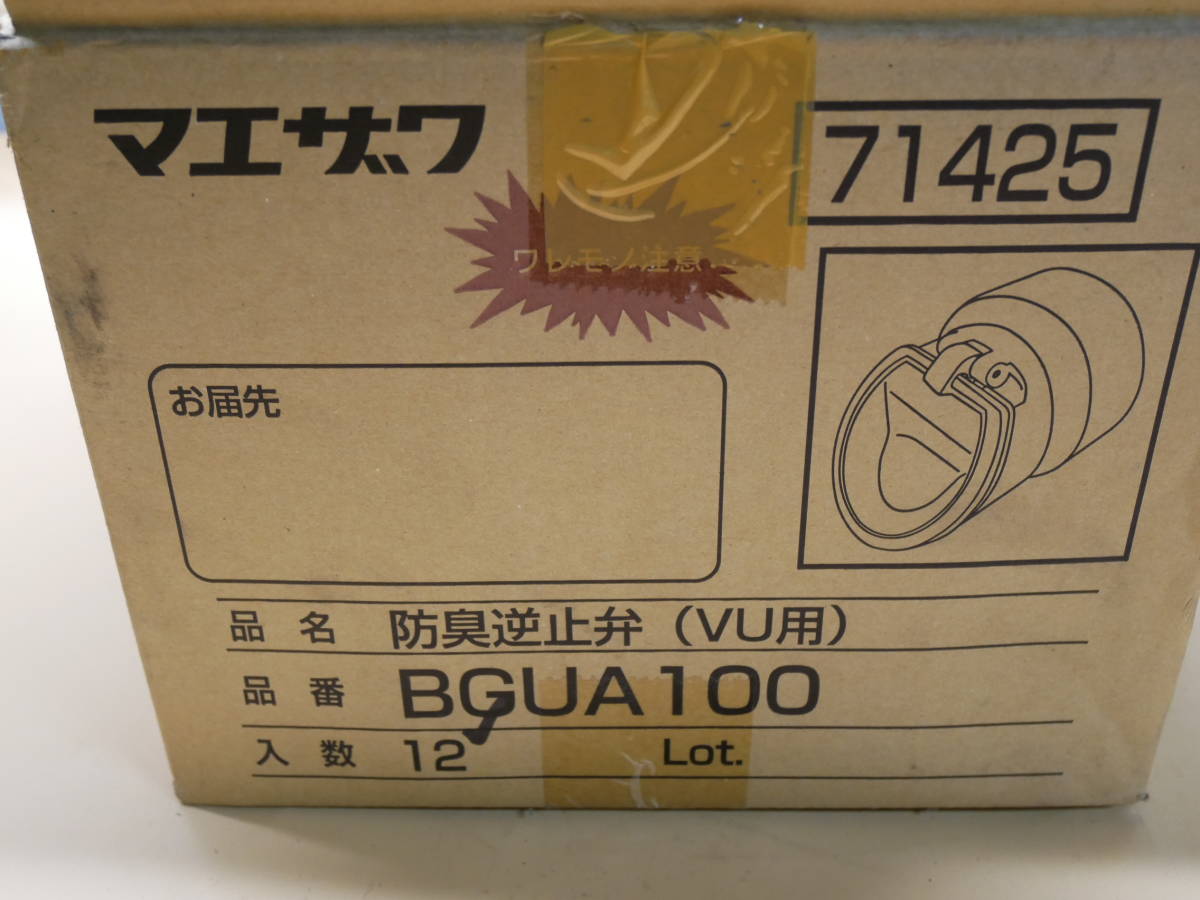 マエザワ
71425
ワレモノ注意
お届先
品名 防臭逆止弁（VU用）
品番 BGUA100
入数 12 Lot.